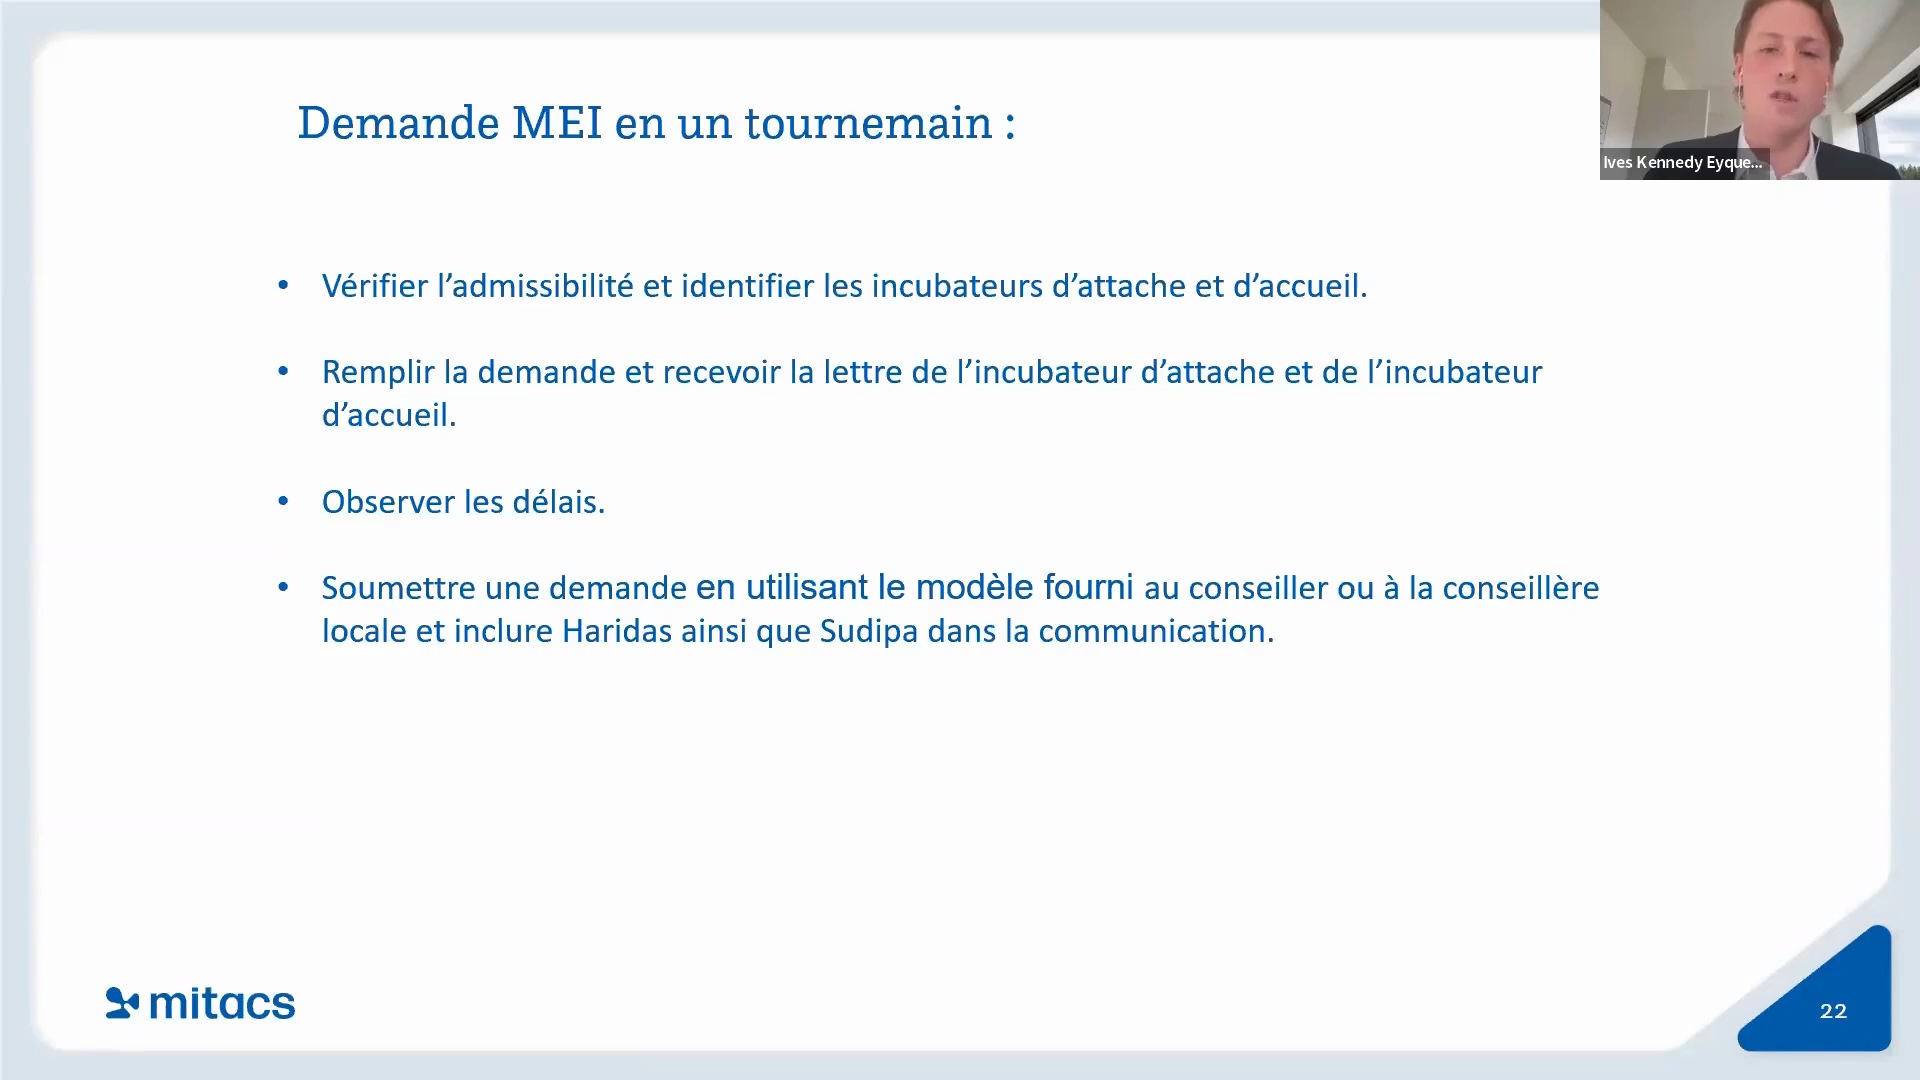 Demande MEI en un tournemain :
Ives Kennedy Eyque...
• Vérifier l’admissibilité et identifier les incubateurs d’attache et d’accueil.
• Remplir la demande et recevoir la lettre de l’incubateur d’attache et de l’incubateur
d’accueil.
• Observer les délais.
• Soumettre une demande en utilisant le modèle fourni au conseiller ou à la conseillère
locale et inclure Haridas ainsi que Sudipa dans la communication.
mitacs
22